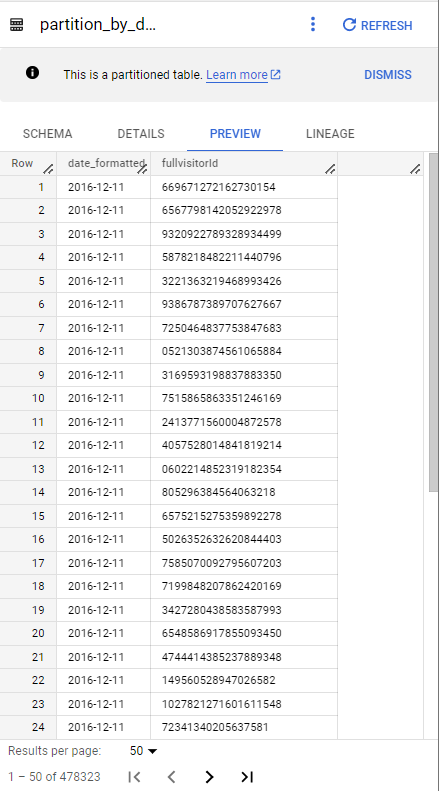 partition_by_d... REFRESH
This is a partitioned table. Learn more DISMISS
SCHEMA DETAILS PREVIEW LINEAGE
Row date_formatted fullvisitorId
1 2016-12-11 669671272162730154
2 2016-12-11 6567798142052922978
3 2016-12-11 9320922789328934499
4 2016-12-11 5878218482211440796
5 2016-12-11 3221363219468993426
6 2016-12-11 9386787389707627667
7 2016-12-11 7250464837753847683
8 2016-12-11 0521303874561065884
9 2016-12-11 3169593198837883350
10 2016-12-11 7515865863351246169
11 2016-12-11 2413771560004872578
12 2016-12-11 4057528014841819214
13 2016-12-11 0602214852319182354
14 2016-12-11 805296384564063218
15 2016-12-11 6575215275359892278
16 2016-12-11 5026352632620844403
17 2016-12-11 7585070092795607203
18 2016-12-11 7199848207862420169
19 2016-12-11 3427280438583587993
20 2016-12-11 6548586917855093450
21 2016-12-11 4744414385237889348
22 2016-12-11 149560528947026582
23 2016-12-11 1027821271601611548
24 2016-12-11 72341340205637581
Results per page: 50
1 – 50 of 478323